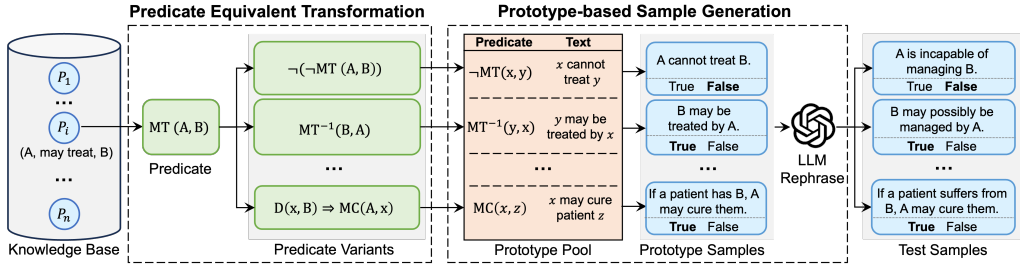 Predicate Equivalent Transformation
Prototype-based Sample Generation
P1
...
Pi
(A, may treat, B)
...
Pn
Knowledge Base
MT (A, B)
Predicate
¬(¬MT (A, B))
MT⁻¹(B, A)
...
D(x, B) ⇒ MC(A, x)
Predicate Variants
Predicate Text
¬MT(x, y) x cannot
treat y
MT⁻¹(y, x) y may be
treated by x
...
MC(x, z) x may cure
patient z
Prototype Pool
A cannot treat B.
True False
B may be
treated by A.
True False
...
If a patient has B, A
may cure them.
True False
Prototype Samples
LLM
Rephrase
A is incapable of
managing B.
True False
B may possibly be
managed by A.
True False
...
If a patient suffers from
B, A may cure them.
True False
Test Samples